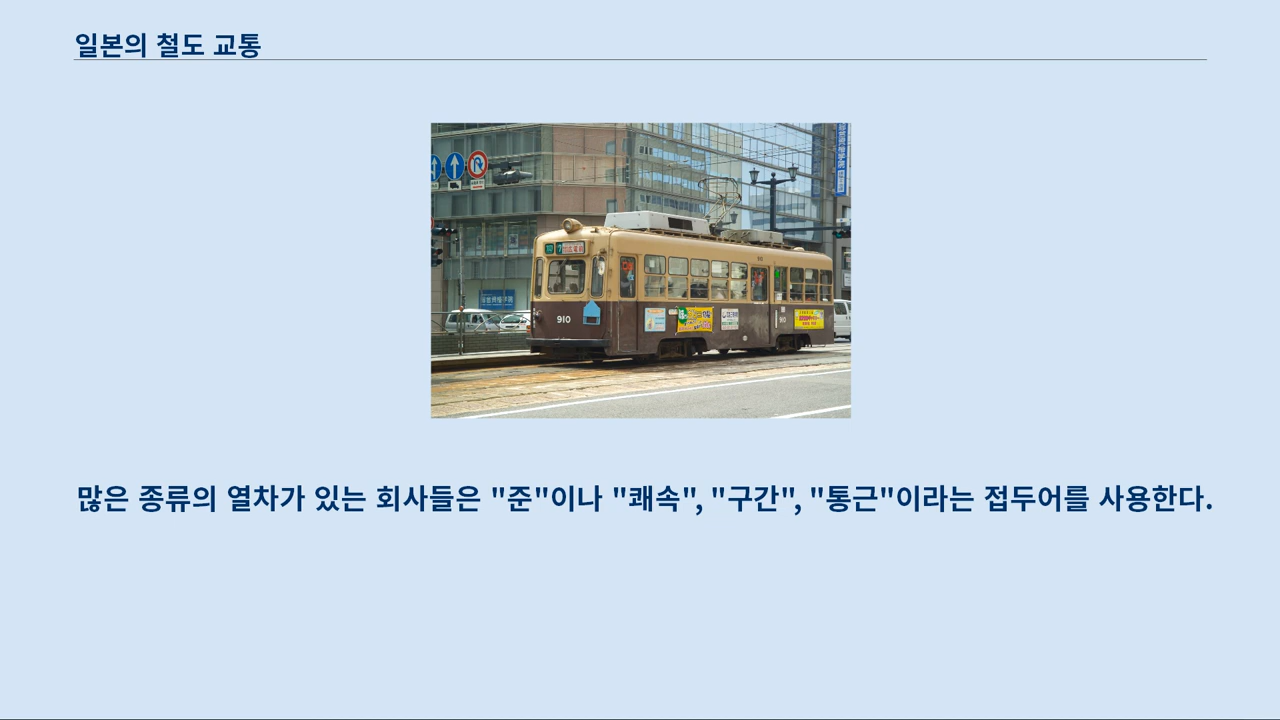 일본의 철도 교통
910
많은 종류의 열차가 있는 회사들은 "준"이나 "쾌속", "구간", "통근"이라는 접두어를 사용한다.